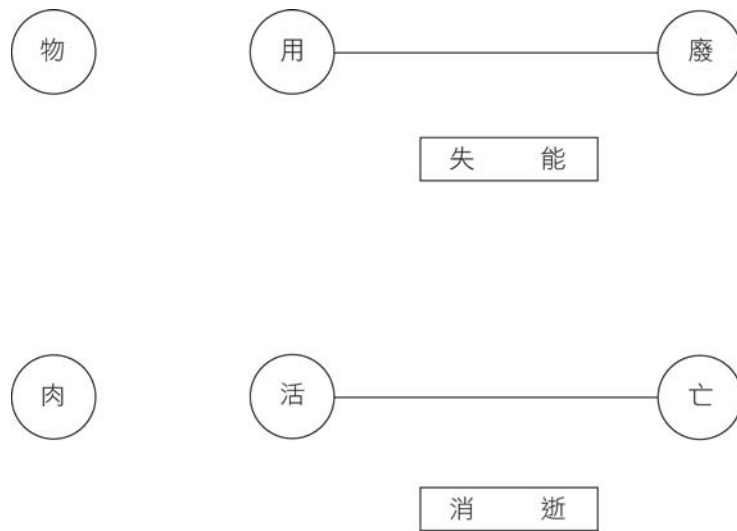 物 用 廢
失 能
肉 活 亡
消 逝